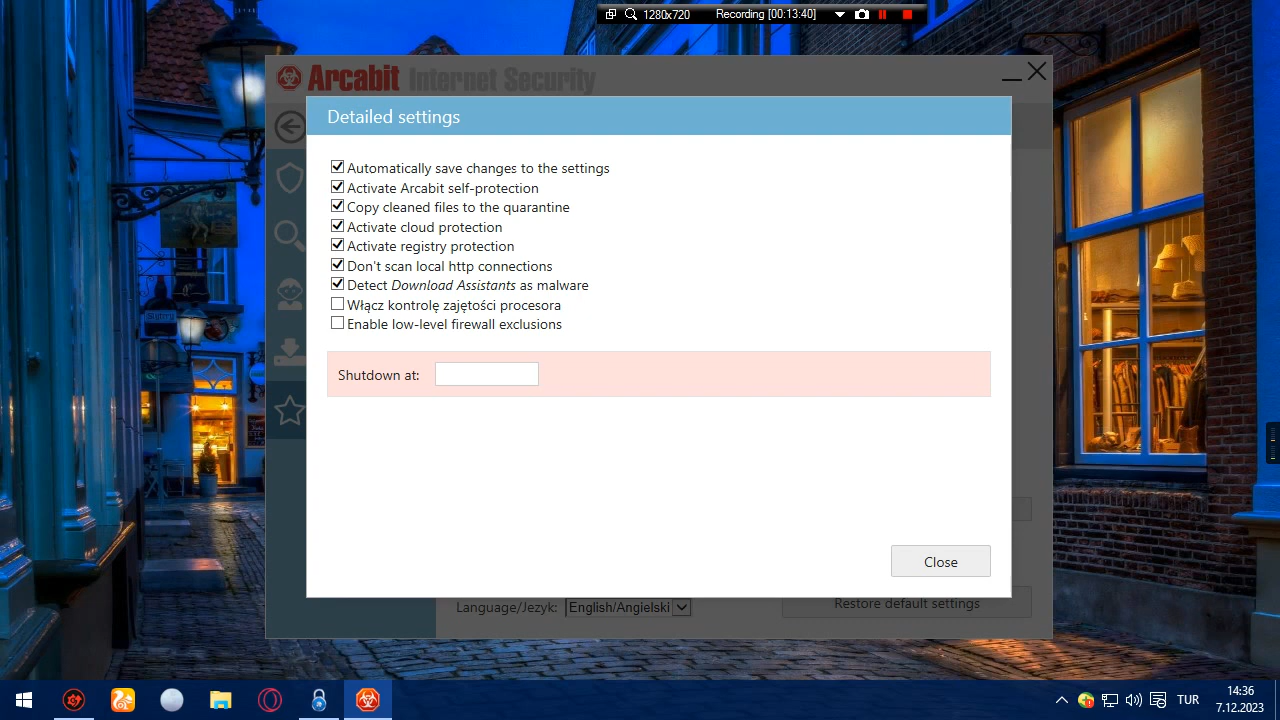 1280x720 Recording [00:13:40]
Arcabit Internet Security
Detailed settings
Automatically save changes to the settings
Activate Arcabit self-protection
Copy cleaned files to the quarantine
Activate cloud protection
Activate registry protection
Don't scan local http connections
Detect Download Assistants as malware
Włącz kontrolę zajętości procesora
Enable low-level firewall exclusions
Shutdown at:
Close
Language/Jezyk: English/Angielski Restore default settings
TUR
14:36
7.12.2023